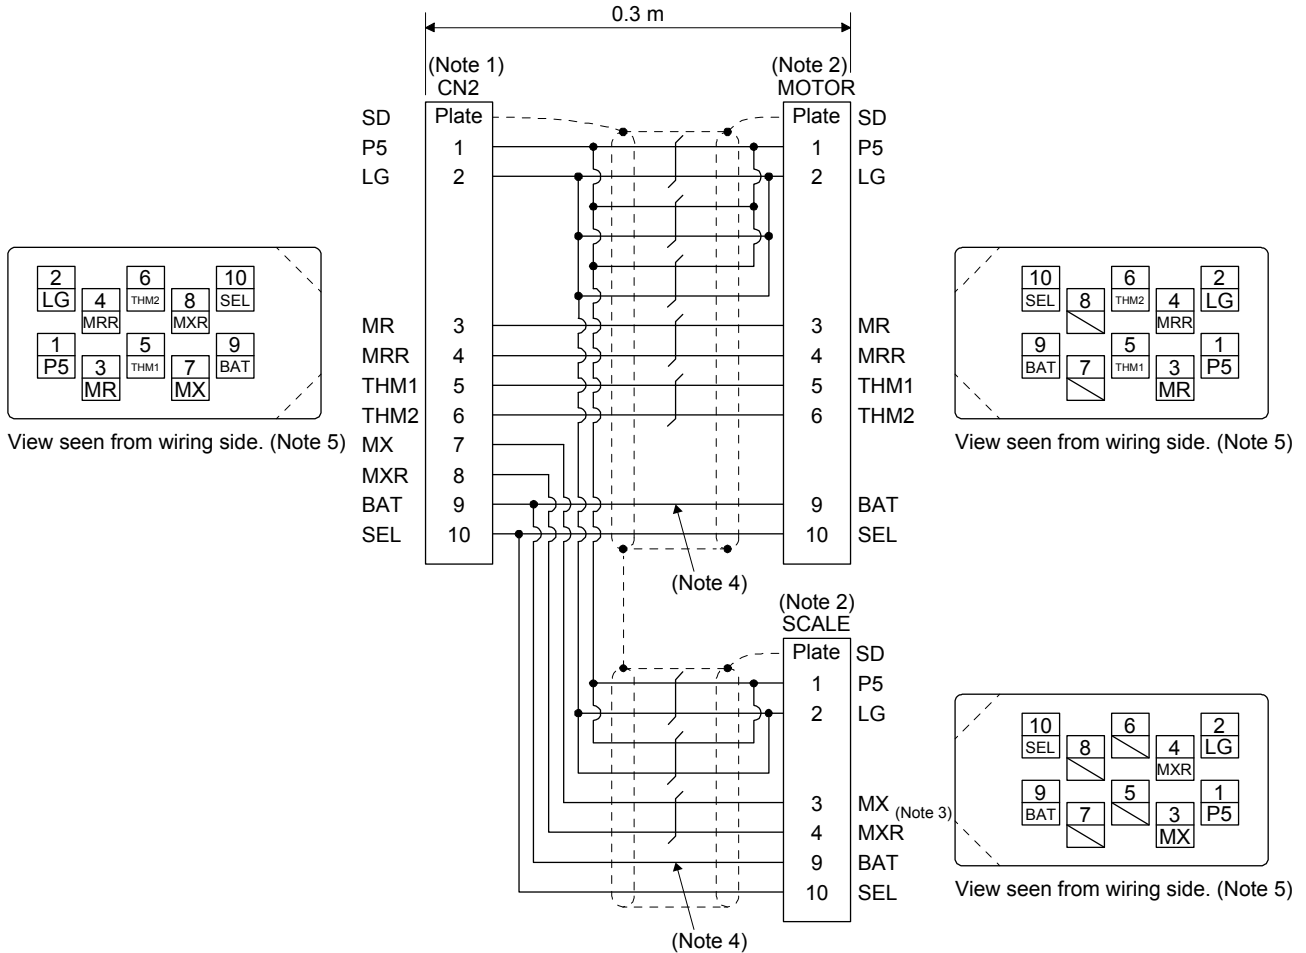 0.3 m
(Note 1)
CN2
(Note 2)
MOTOR
SD Plate Plate SD
P5 1 1 P5
LG 2 2 LG
MR 3 3 MR
MRR 4 4 MRR
THM1 5 5 THM1
THM2 6 6 THM2
MX 7
MXR 8
BAT 9 9 BAT
SEL 10 10 SEL
(Note 4)
2 6 10
LG 4 THM2 8 SEL
MRR MXR
1 5 9
P5 3 THM1 7 BAT
MR MX
View seen from wiring side. (Note 5)
10 6 2
SEL 8 THM2 4 LG
MRR
9 5 1
BAT 7 THM1 3 P5
MR
View seen from wiring side. (Note 5)
(Note 2)
SCALE
Plate SD
1 P5
2 LG
3 MX (Note 3)
4 MXR
9 BAT
10 SEL
(Note 4)
10 6 2
SEL 8 4 LG
MXR
9 5 1
BAT 7 3 P5
MX
View seen from wiring side. (Note 5)